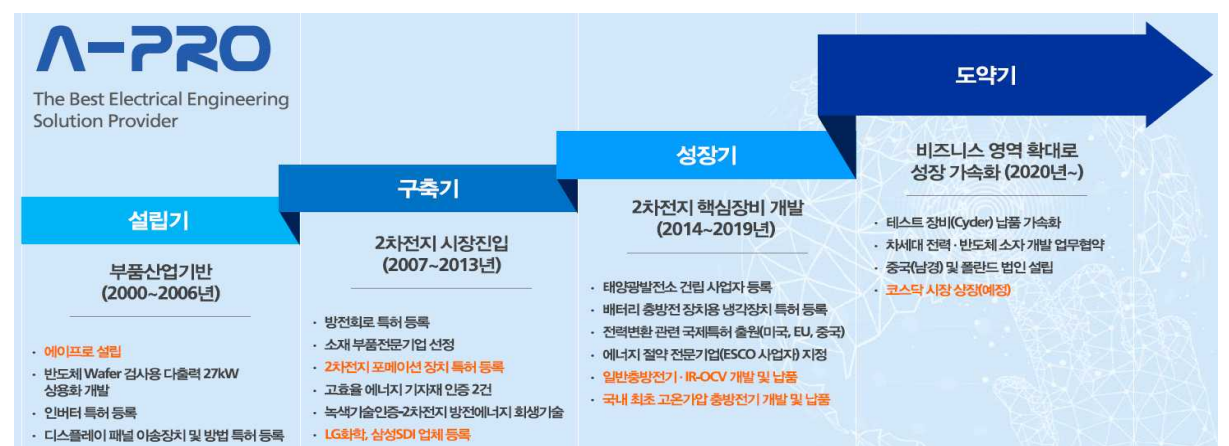 A-PRO
The Best Electrical Engineering
Solution Provider
설립기
부품산업기반
(2000~2006년)
· 에이프로 설립
· 반도체 Wafer 검사용 다출력 27kW
상용화 개발
· 인버터 특허 등록
· 디스플레이 패널 이송장치 및 방법 특허 등록
구축기
2차전지 시장진입
(2007~2013년)
· 방전회로 특허 등록
· 소재 부품전문기업 선정
· 2차전지 포메이션 장치 특허 등록
· 고효율 에너지 기자재 인증 2건
· 녹색기술인증-2차전지 방전에너지 회생기술
· LG화학, 삼성SDI 업체 등록
성장기
2차전지 핵심장비 개발
(2014~2019년)
· 태양광발전소 건립 사업자 등록
· 배터리 충방전 장치용 냉각장치 특허 등록
· 전력변환 관련 국제특허 출원(미국, EU, 중국)
· 에너지 절약 전문기업(ESCO 사업자) 지정
· 일반충방전기 · IR-OCV 개발 및 납품
· 국내 최초 고온가압 충방전기 개발 및 납품
도약기
비즈니스 영역 확대로
성장 가속화 (2020년~)
· 테스트 장비(Cyder) 납품 가속화
· 차세대 전력 · 반도체 소자 개발 업무협약
· 중국(남경) 및 폴란드 법인 설립
· 코스닥 시장 상장(예정)